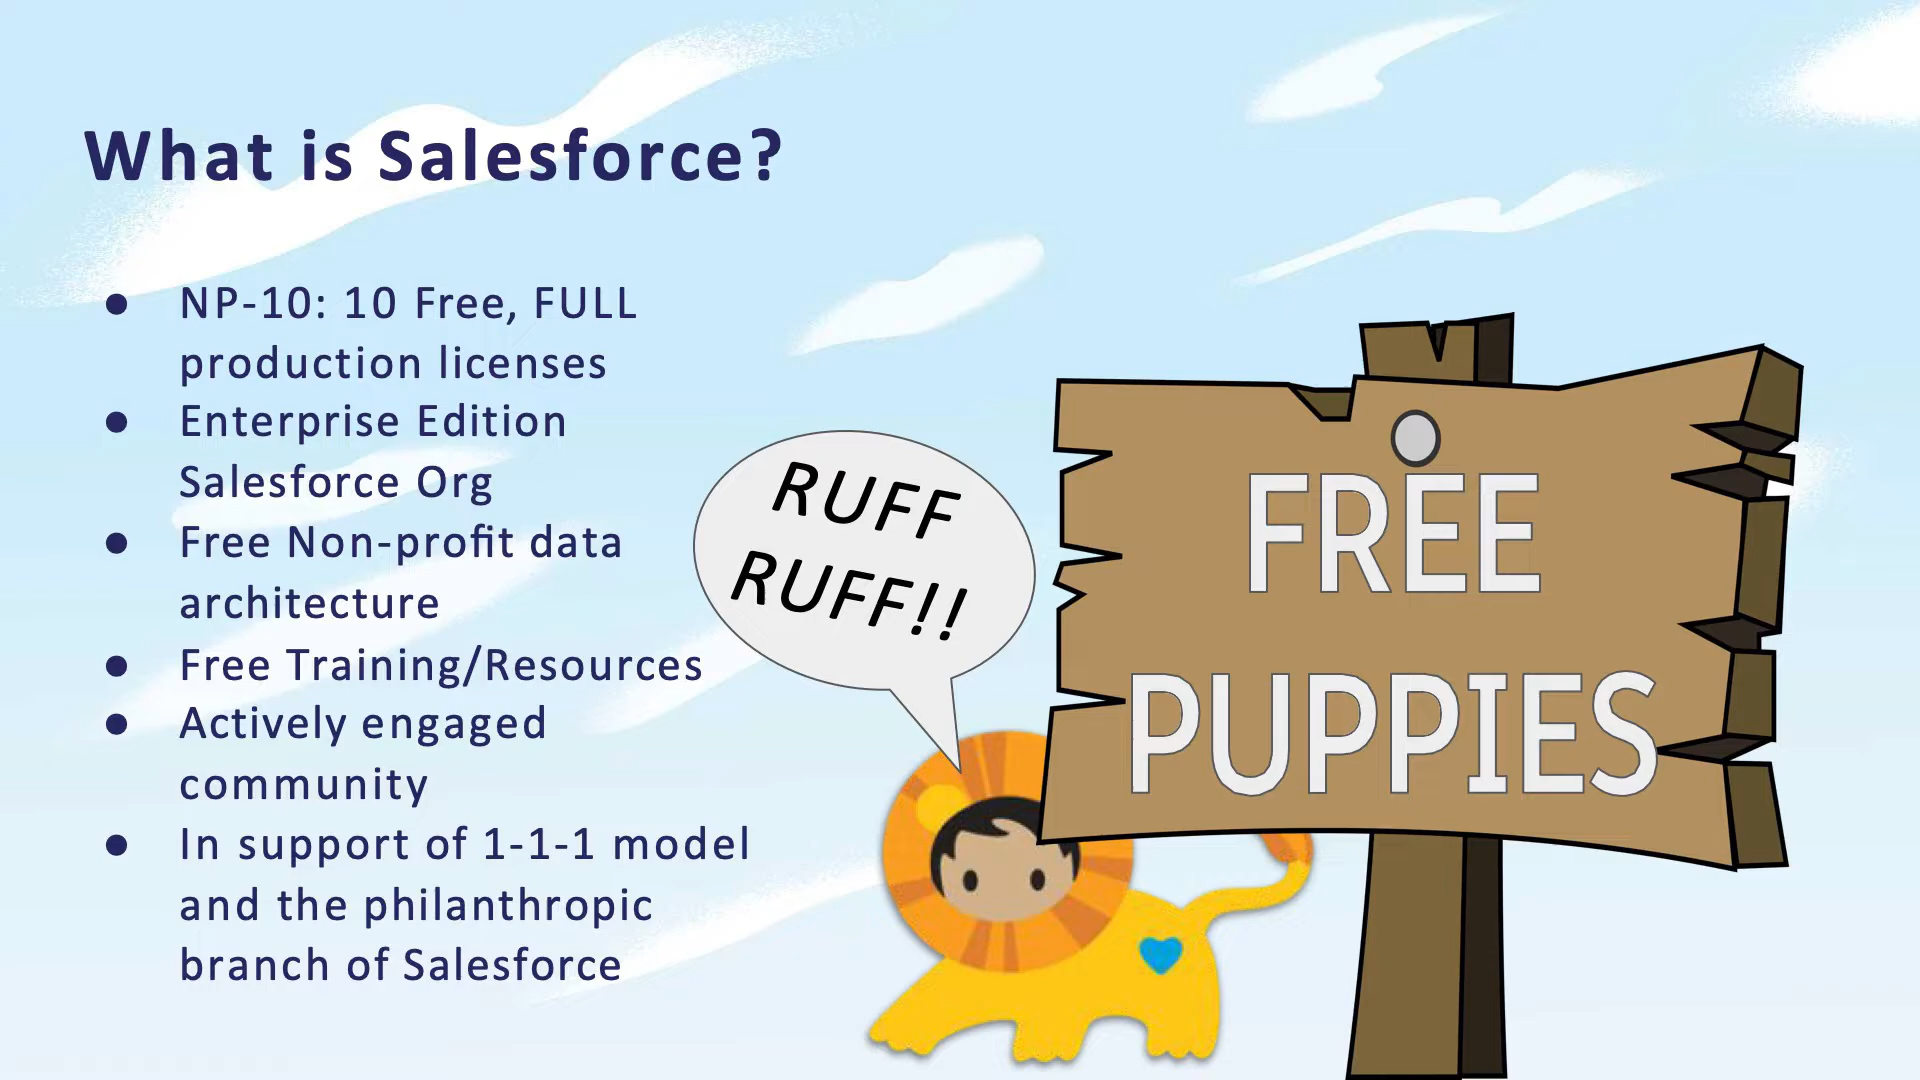 What is Salesforce?
● NP-10: 10 Free, FULL
production licenses
● Enterprise Edition
Salesforce Org
● Free Non-profit data
architecture
● Free Training/Resources
● Actively engaged
community
● In support of 1-1-1 model
and the philanthropic
branch of Salesforce
RUFF
RUFF!!
FREE
PUPPIES